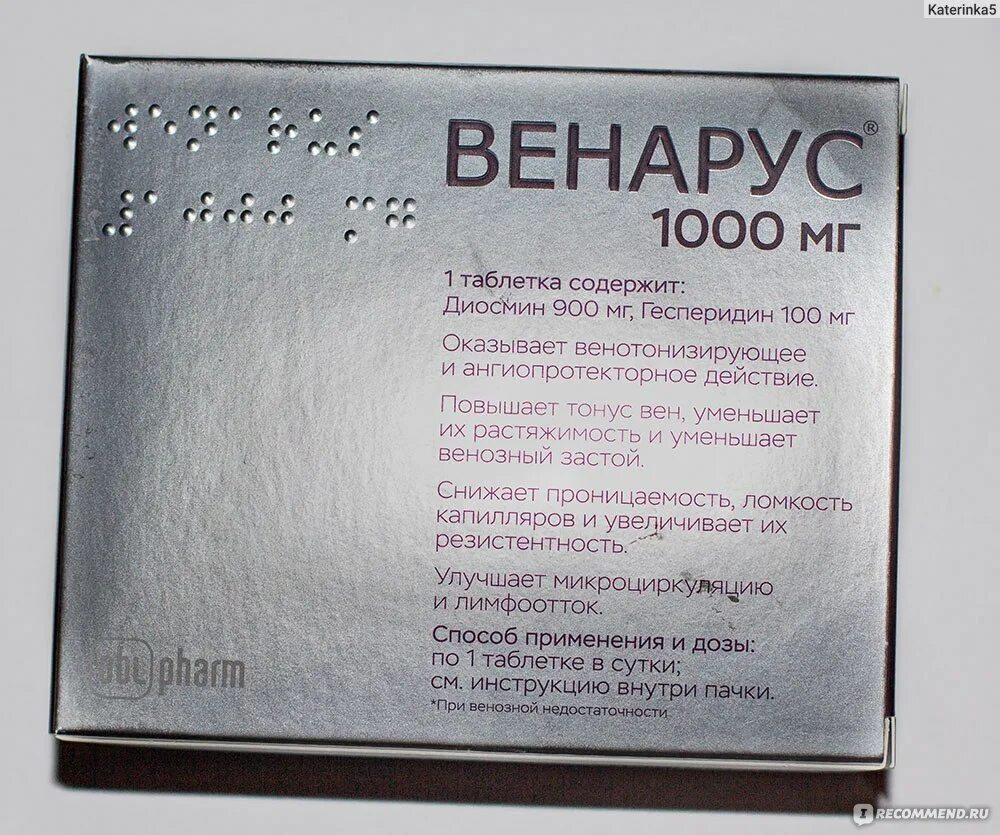 Katerinka5
ВЕНАРУС®
1000 мг
1 таблетка содержит:
Диосмин 900 мг, Гесперидин 100 мг
Оказывает венотонизирующее
и ангиопротекторное действие.
Повышает тонус вен, уменьшает
их растяжимость и уменьшает
венозный застой.
Снижает проницаемость, ломкость
капилляров и увеличивает их
резистентность.
Улучшает микроциркуляцию
и лимфоотток.
Способ применения и дозы:
по 1 таблетке в сутки;
см. инструкцию внутри пачки.
*При венозной недостаточности
obl pharm
IRECOMMEND.RU